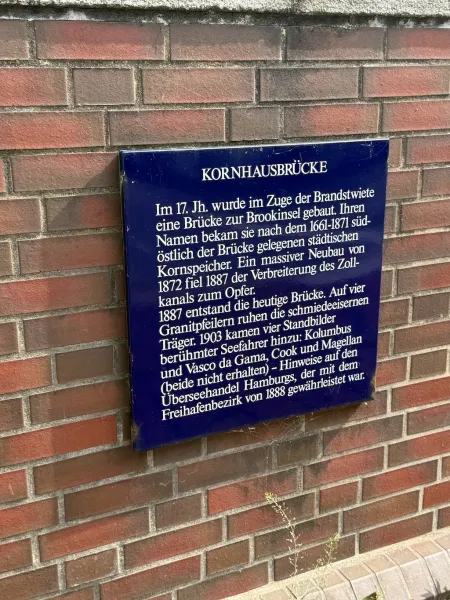 KORNHAUSBRÜCKE
Im 17. Jh. wurde im Zuge der Brandstwiete
eine Brücke zur Brookinsel gebaut. Ihren
Namen bekam sie nach dem 1661-1871 süd-
östlich der Brücke gelegenen städtischen
Kornspeicher. Ein massiver Neubau von
1872 fiel 1887 der Verbreiterung des Zoll-
kanals zum Opfer.
1887 entstand die heutige Brücke. Auf vier
Granitpfeilern ruhen die schmiedeeisernen
Träger. 1903 kamen vier Standbilder
berühmter Seefahrer hinzu: Kolumbus
und Vasco da Gama, Cook und Magellan
(beide nicht erhalten) – Hinweise auf den
Überseehandel Hamburgs, der mit dem
Freihafenbezirk von 1888 gewährleistet war.